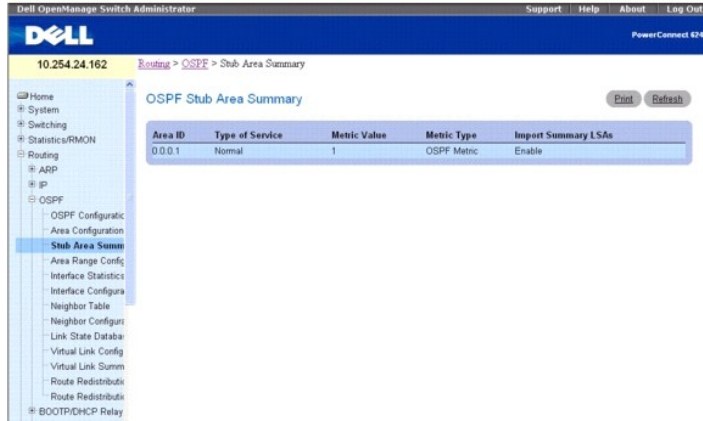 Dell OpenManage Switch Administrator
Support Help About Log Out
DELL
PowerConnect 624
10.254.24.162
Routing > OSPF > Stub Area Summary
Home
System
Switching
Statistics/RMON
Routing
ARP
IP
OSPF
OSPF Configuratic
Area Configuration
Stub Area Summ
Area Range Config
Interface Statistics
Interface Configura
Neighbor Table
Neighbor Configura
Link State Databa
Virtual Link Config
Virtual Link Summ
Route Redistributic
Route Redistributic
BOOTP/DHCP Relay
OSPF Stub Area Summary
Print Refresh
Area ID Type of Service Metric Value Metric Type Import Summary LSAs
0.0.0.1 Normal 1 OSPF Metric Enable